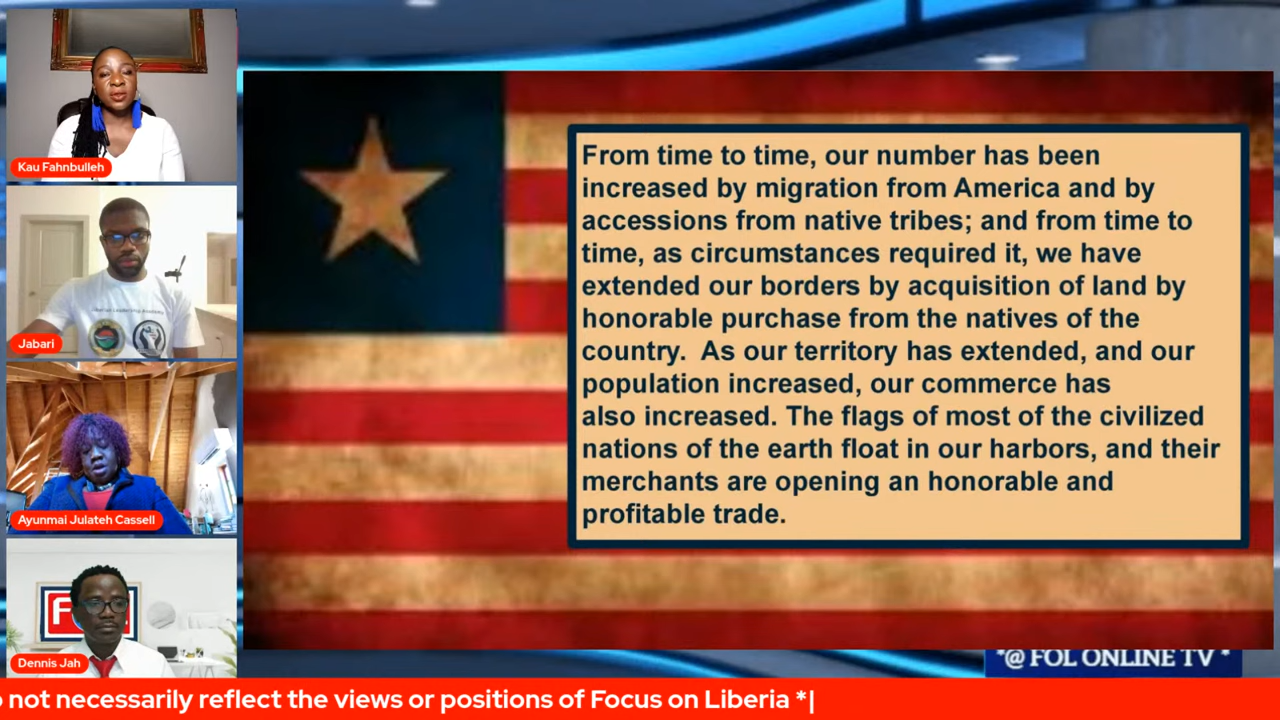 Kau Fahnbulleh
Jabari
Ayunmai Julateh Cassell
Dennis Jah
From time to time, our number has been
increased by migration from America and by
accessions from native tribes; and from time to
time, as circumstances required it, we have
extended our borders by acquisition of land by
honorable purchase from the natives of the
country.  As our territory has extended, and our
population increased, our commerce has
also increased. The flags of most of the civilized
nations of the earth float in our harbors, and their
merchants are opening an honorable and
profitable trade.
*@ FOL ONLINE TV *
not necessarily reflect the views or positions of Focus on Liberia *|